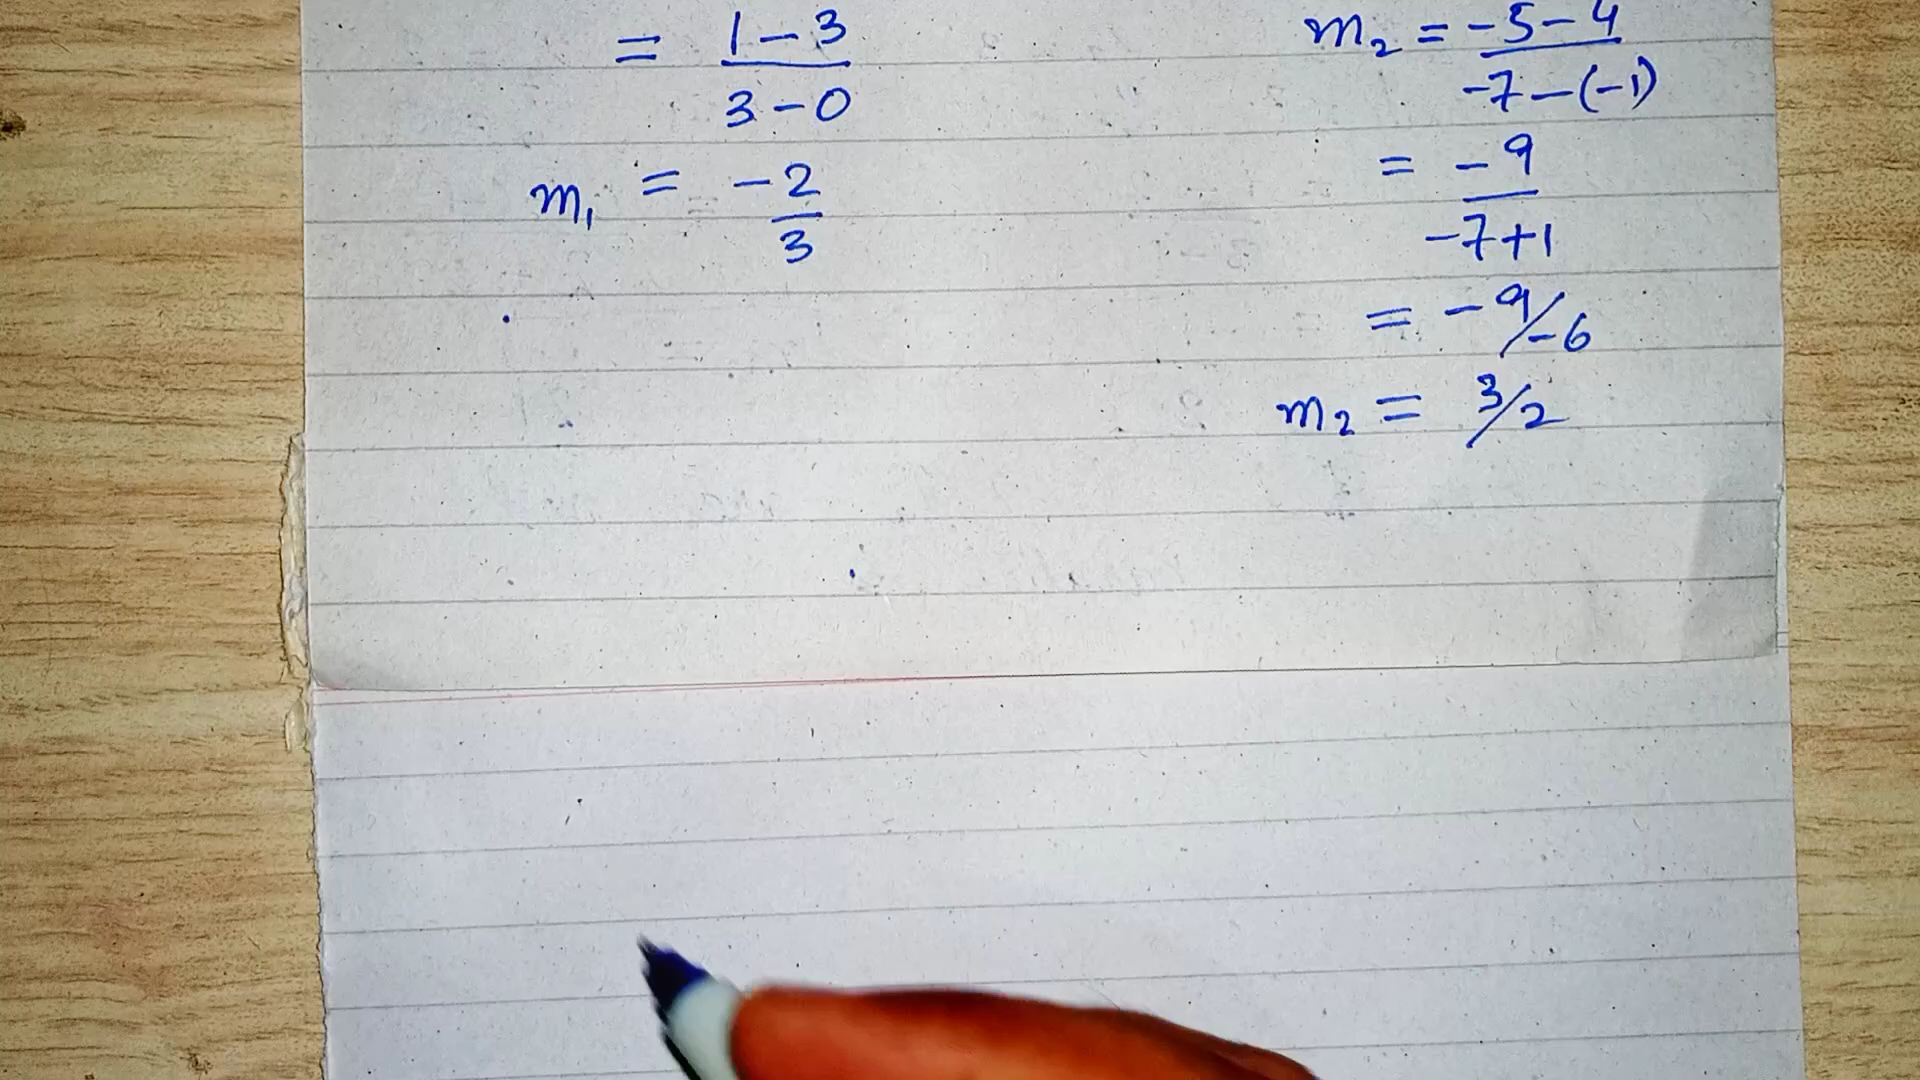 = 1-3
3-0
m₁ = -2
3
m₂ = -5-4
-7-(-1)
= -9
-7+1
= -9/-6
m₂ = 3/2